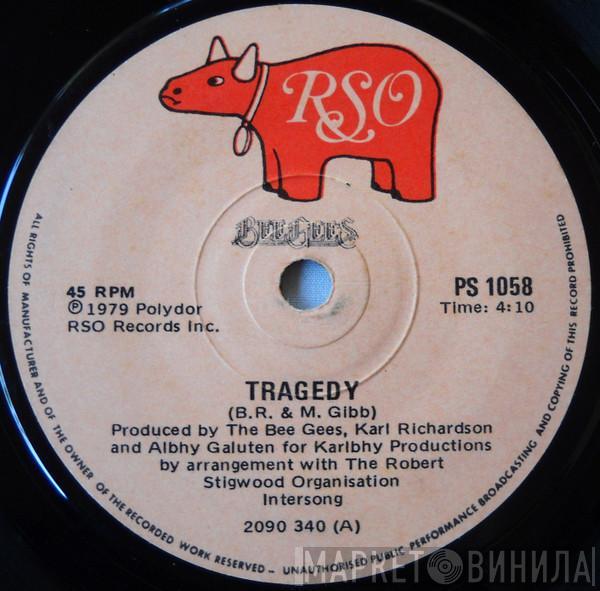 RSO
BEE GEES
45 RPM
℗ 1979 Polydor
RSO Records Inc.
PS 1058
Time: 4:10
TRAGEDY
(B.R. & M. Gibb)
Produced by The Bee Gees, Karl Richardson
and Albhy Galuten for Karlbhy Productions
by arrangement with The Robert
Stigwood Organisation
Intersong
2090 340 (A)
ALL RIGHTS OF MANUFACTURER AND OF THE OWNER OF THE RECORDED WORK RESERVED – UNAUTHORISED PUBLIC PERFORMANCE BROADCASTING AND COPYING OF THIS RECORD PROHIBITED
МАРКЕТ ВИНИЛА